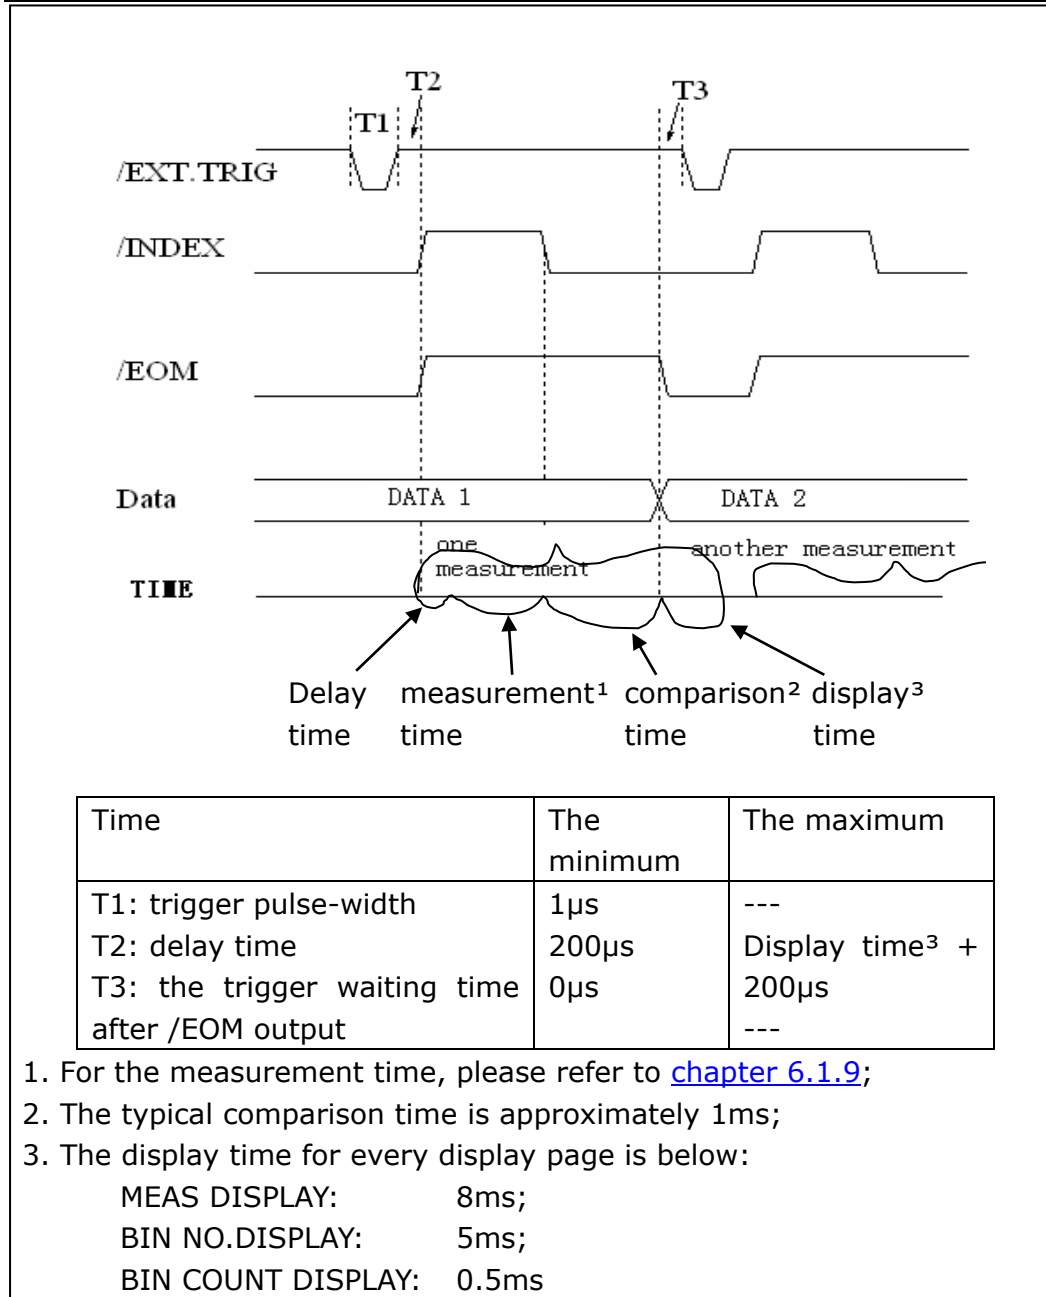 T2
T3
T1
/EXT.TRIG
/INDEX
/EOM
Data
DATA 1
DATA 2
one
measurement
another measurement
TIME
Delay measurement¹ comparison² display³
time time time time
Time The The maximum
minimum
T1: trigger pulse-width 1μs ---
T2: delay time 200μs Display time³ +
T3: the trigger waiting time 0μs 200μs
after /EOM output ---
1. For the measurement time, please refer to chapter 6.1.9;
2. The typical comparison time is approximately 1ms;
3. The display time for every display page is below:
MEAS DISPLAY: 8ms;
BIN NO.DISPLAY: 5ms;
BIN COUNT DISPLAY: 0.5ms